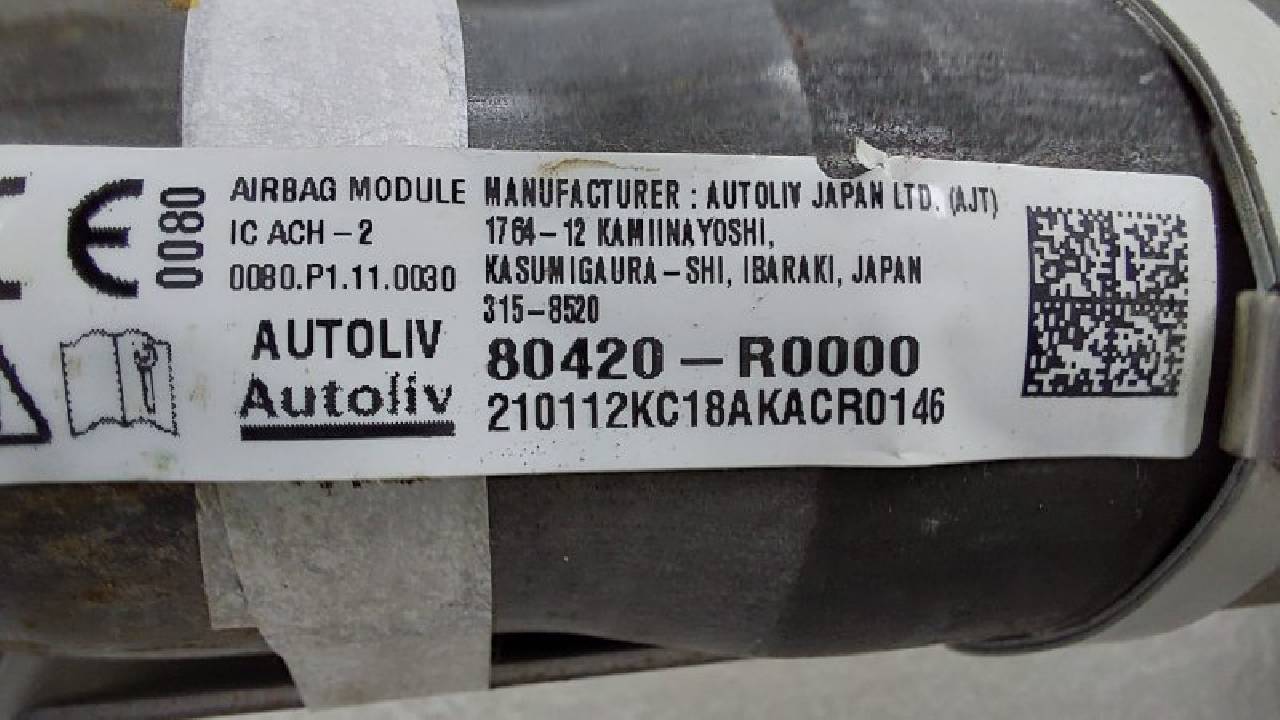 CE 0080
AIRBAG MODULE
IC ACH-2
0080.P1.11.0030
AUTOLIV
Autoliv
MANUFACTURER : AUTOLIV JAPAN LTD. (AJT)
1764-12 KAMIINAYOSHI,
KASUMIGAURA-SHI, IBARAKI, JAPAN
315-8520
80420-R0000
210112KC18AKACR0146